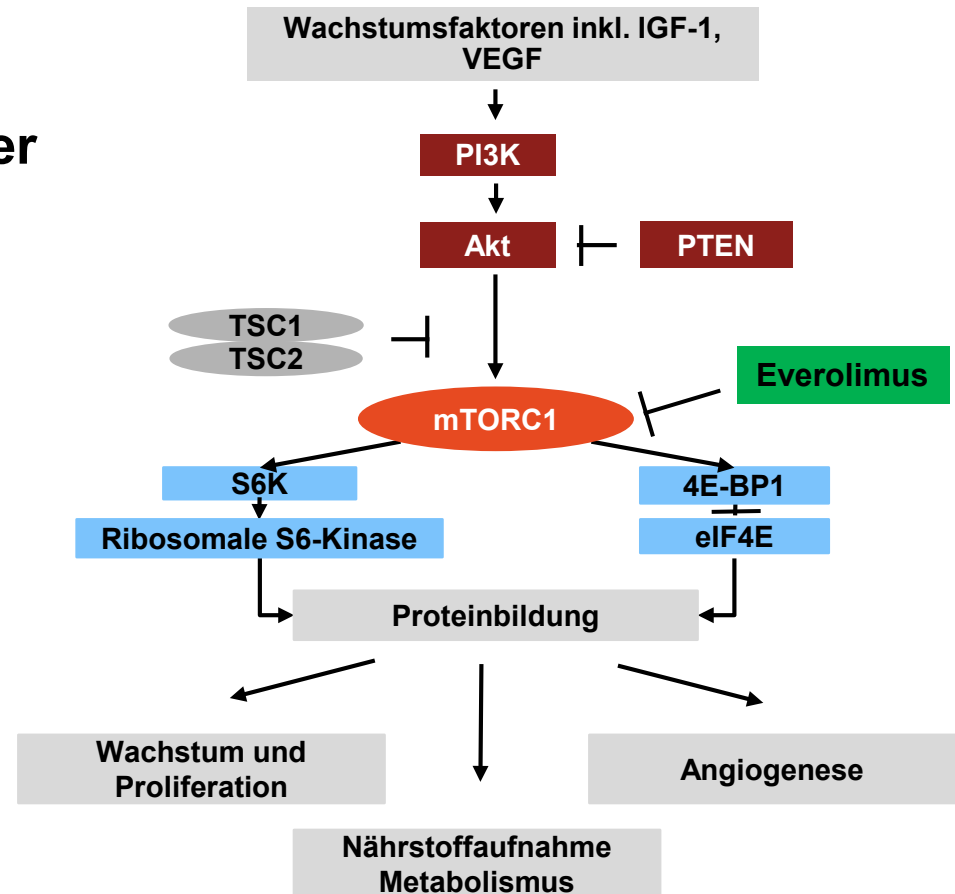 Wachstumsfaktoren inkl. IGF-1,
VEGF
er
PI3K
Akt
PTEN
TSC1
TSC2
Everolimus
mTORC1
S6K
4E-BP1
Ribosomale S6-Kinase
eIF4E
Proteinbildung
Wachstum und
Proliferation
Angiogenese
Nährstoffaufnahme
Metabolismus